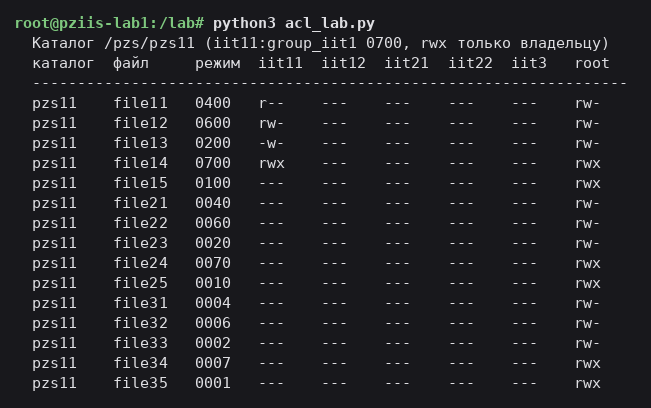 root@pziis-lab1:/lab# python3 acl_lab.py
Каталог /pzs/pzs11 (iit11:group_iit1 0700, rwx только владельцу)
каталог файл режим iit11 iit12 iit21 iit22 iit3 root
------------------------------------------------------------------
pzs11 file11 0400 r-- --- --- --- --- rw-
pzs11 file12 0600 rw- --- --- --- --- rw-
pzs11 file13 0200 -w- --- --- --- --- rw-
pzs11 file14 0700 rwx --- --- --- --- rwx
pzs11 file15 0100 --- --- --- --- --- rwx
pzs11 file21 0040 --- --- --- --- --- rw-
pzs11 file22 0060 --- --- --- --- --- rw-
pzs11 file23 0020 --- --- --- --- --- rw-
pzs11 file24 0070 --- --- --- --- --- rwx
pzs11 file25 0010 --- --- --- --- --- rwx
pzs11 file31 0004 --- --- --- --- --- rw-
pzs11 file32 0006 --- --- --- --- --- rw-
pzs11 file33 0002 --- --- --- --- --- rw-
pzs11 file34 0007 --- --- --- --- --- rwx
pzs11 file35 0001 --- --- --- --- --- rwx